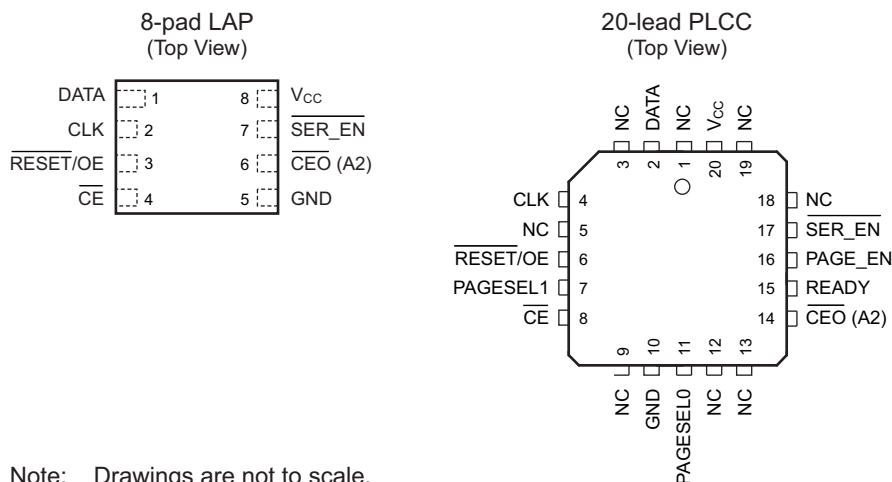 8-pad LAP
(Top View)
DATA 1
CLK 2
RESET/OE 3
CE 4
8 VCC
7 SER_EN
6 CEO (A2)
5 GND
20-lead PLCC
(Top View)
NC DATA NC VCC NC
3 2 1 20 19
CLK 4
NC 5
RESET/OE 6
PAGESEL1 7
CE 8
18 NC
17 SER_EN
16 PAGE_EN
15 READY
14 CEO (A2)
9 10 11 12 13
NC GND PAGESEL0 NC NC
Note: Drawings are not to scale.